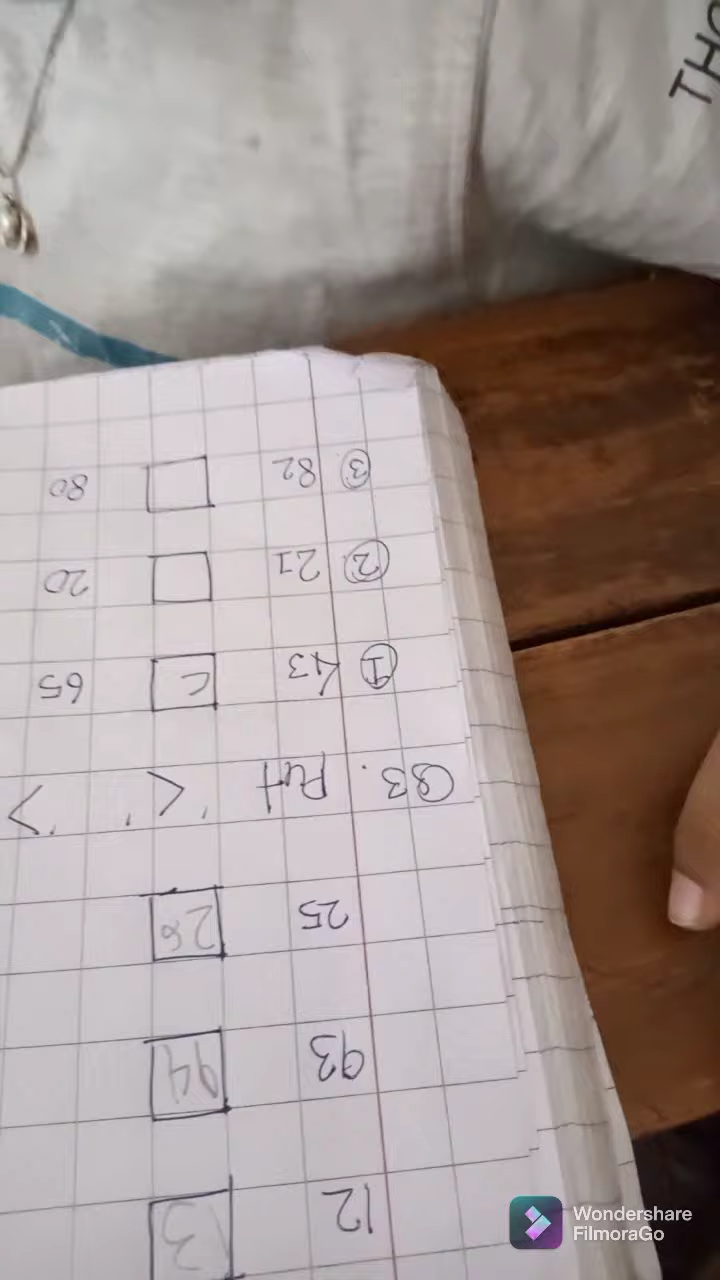 12 13
93 94
25 26
Q3. Put '<' '>
① 43 < 65
② 21 20
③ 82 80
THO
Wondershare
FilmoraGo